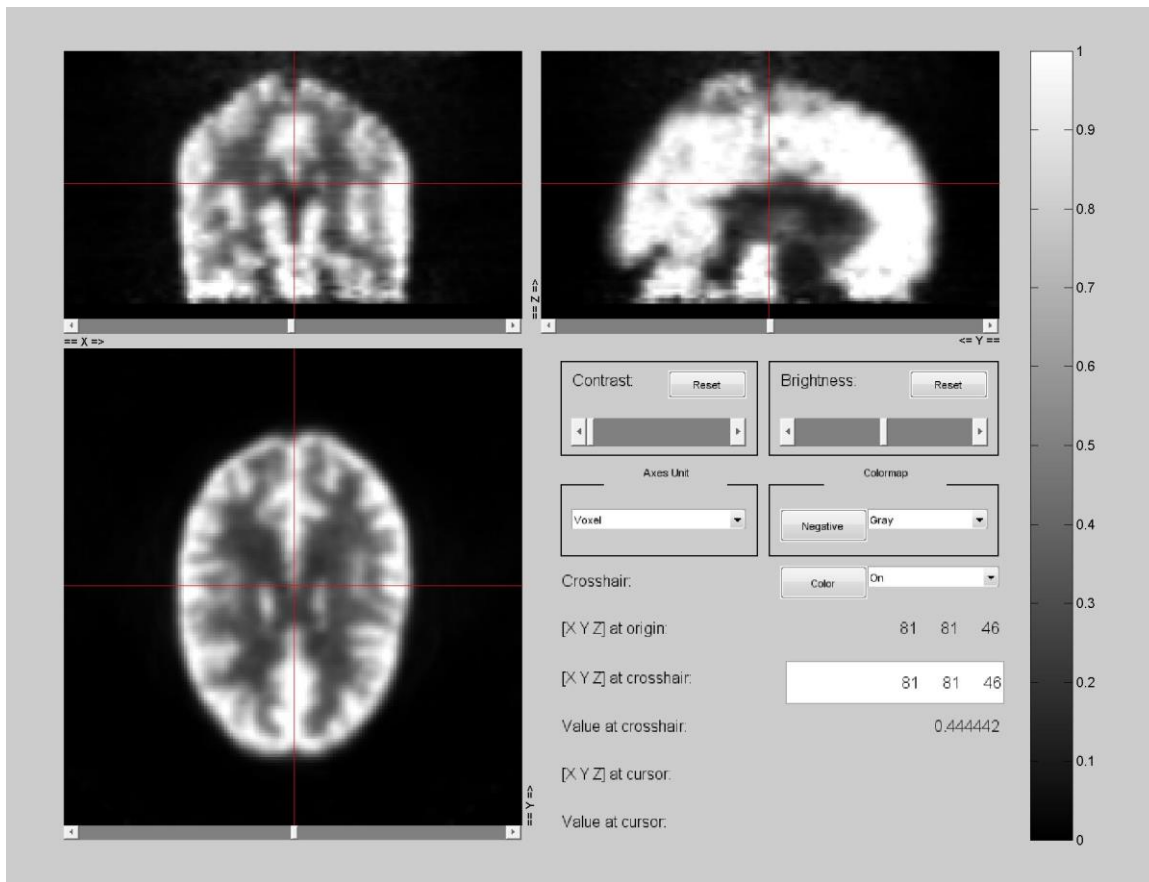 1
0.9
0.8
0.7
0.6
0.5
0.4
0.3
0.2
0.1
0
== Z =>
== X =>
<= Y ==
== Y =>
Contrast: Reset
Brightness: Reset
Axes Unit
Voxel
Colormap
Negative Gray
Crosshair: Color On
[X Y Z] at origin: 81 81 46
[X Y Z] at crosshair: 81 81 46
Value at crosshair: 0.444442
[X Y Z] at cursor:
Value at cursor: